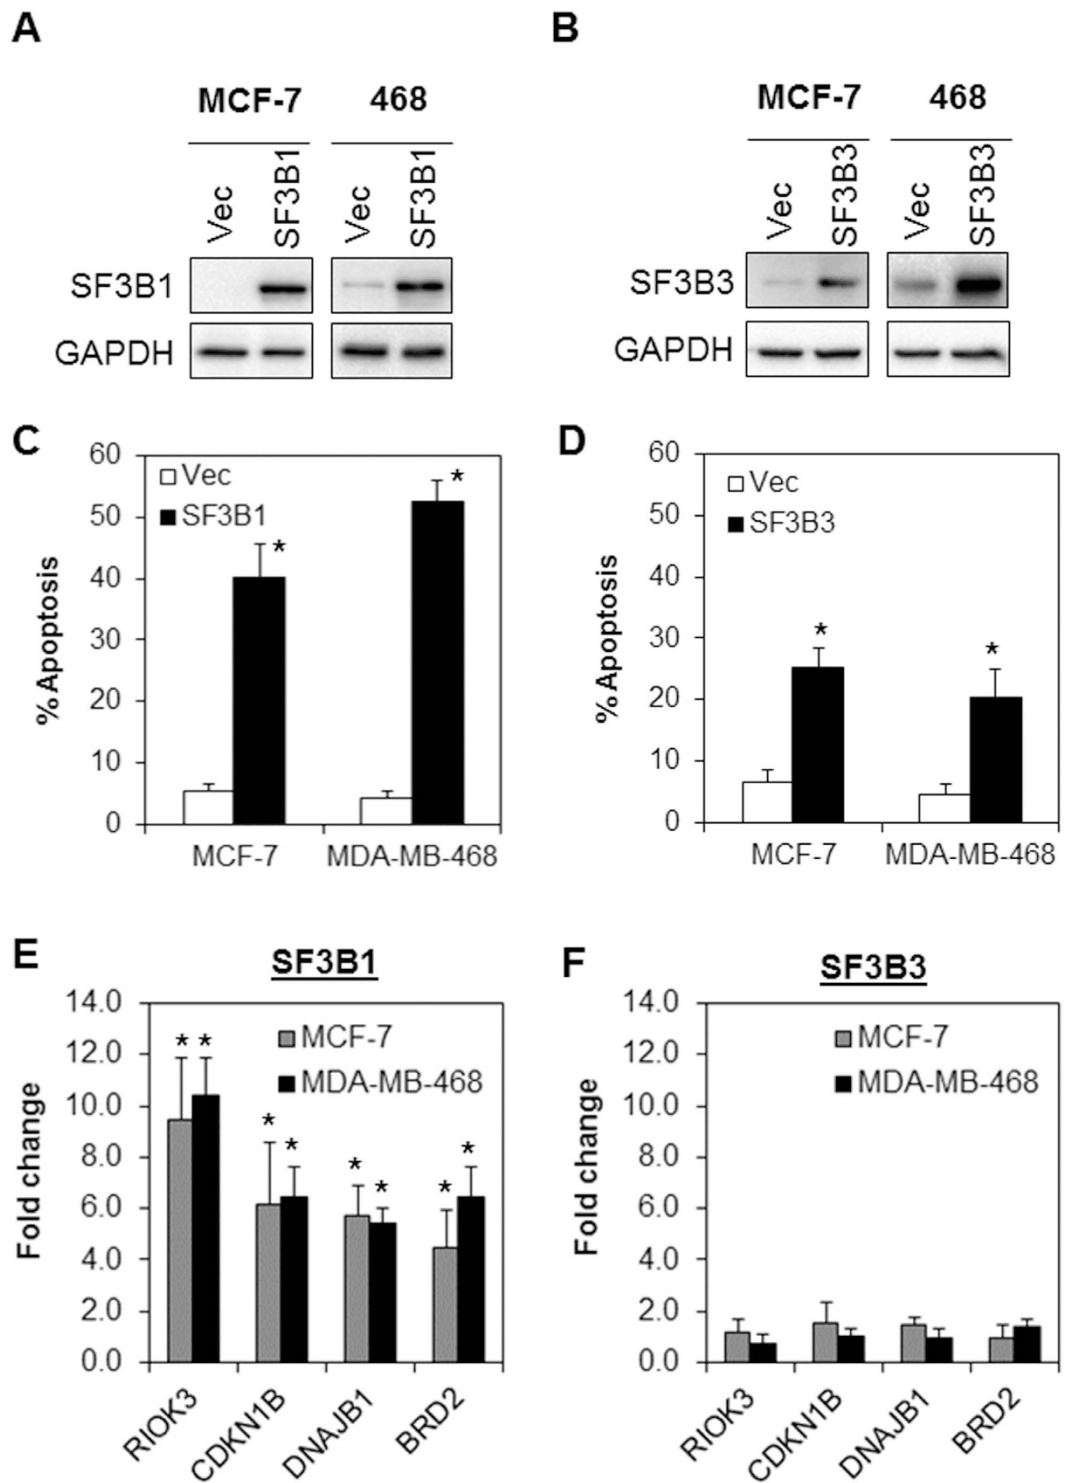 A
MCF-7 468
Vec SF3B1 Vec SF3B1
SF3B1
GAPDH
B
MCF-7 468
Vec SF3B3 Vec SF3B3
SF3B3
GAPDH
C
60
50
40
30
20
10
0
% Apoptosis
Vec
SF3B1
*
*
MCF-7 MDA-MB-468
D
60
50
40
30
20
10
0
% Apoptosis
Vec
SF3B3
*
*
MCF-7 MDA-MB-468
E
SF3B1
14.0
12.0
10.0
8.0
6.0
4.0
2.0
0.0
Fold change
MCF-7
MDA-MB-468
* *
* *
* *
* *
RIOK3 CDKN1B DNAJB1 BRD2
F
SF3B3
14.0
12.0
10.0
8.0
6.0
4.0
2.0
0.0
Fold change
MCF-7
MDA-MB-468
RIOK3 CDKN1B DNAJB1 BRD2